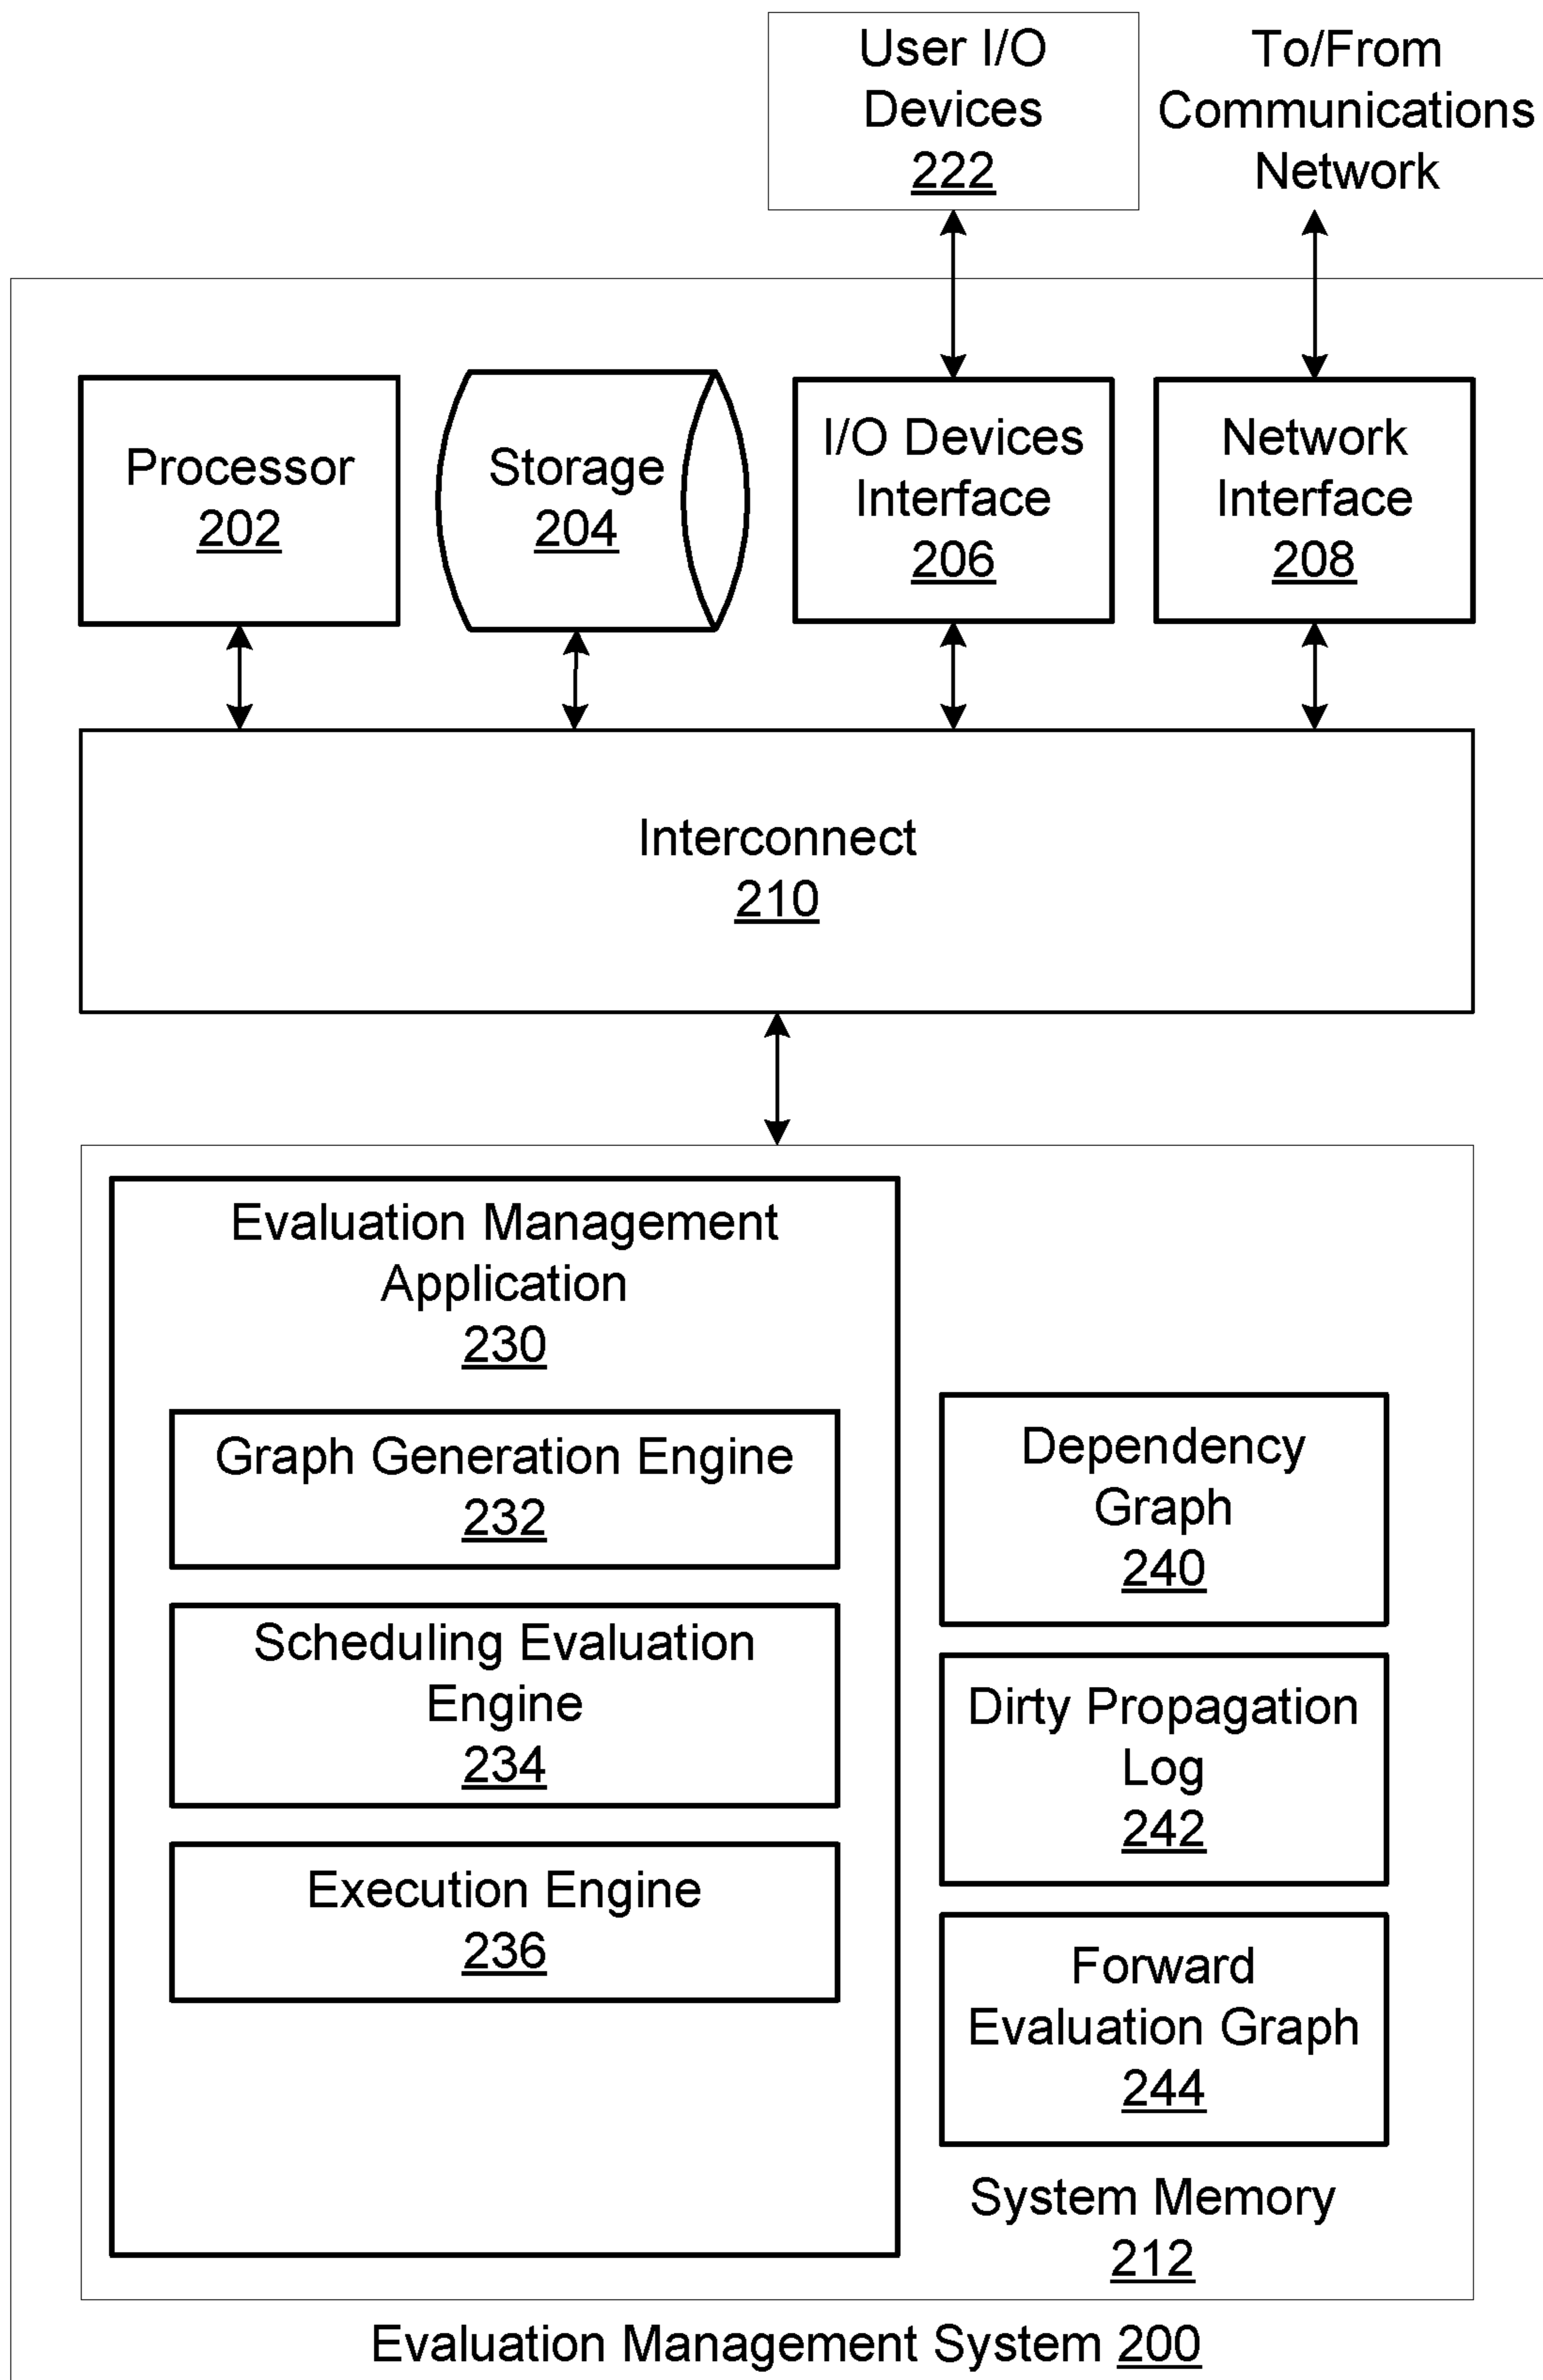 User I/O
Devices
222
To/From
Communications
Network
Processor
202
Storage
204
I/O Devices
Interface
206
Network
Interface
208
Interconnect
210
Evaluation Management
Application
230
Graph Generation Engine
232
Scheduling Evaluation
Engine
234
Execution Engine
236
Dependency
Graph
240
Dirty Propagation
Log
242
Forward
Evaluation Graph
244
System Memory
212
Evaluation Management System 200